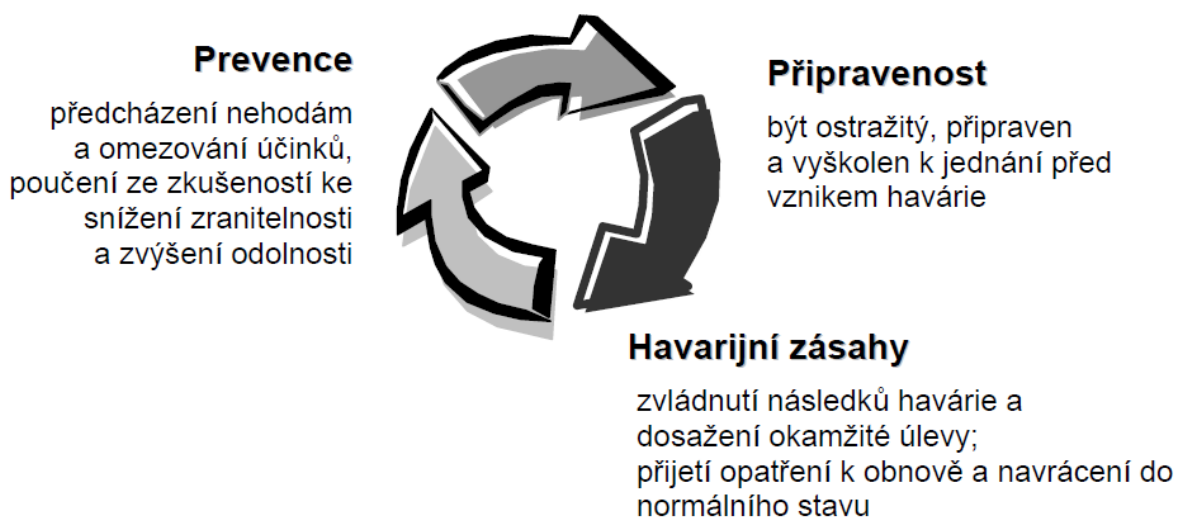 Prevence
předcházení nehodám
a omezování účinků,
poučení ze zkušeností ke
snížení zranitelnosti
a zvýšení odolnosti
Připravenost
být ostražitý, připraven
a vyškolen k jednání před
vznikem havárie
Havarijní zásahy
zvládnutí následků havárie a
dosažení okamžité úlevy;
přijetí opatření k obnově a navrácení do
normálního stavu